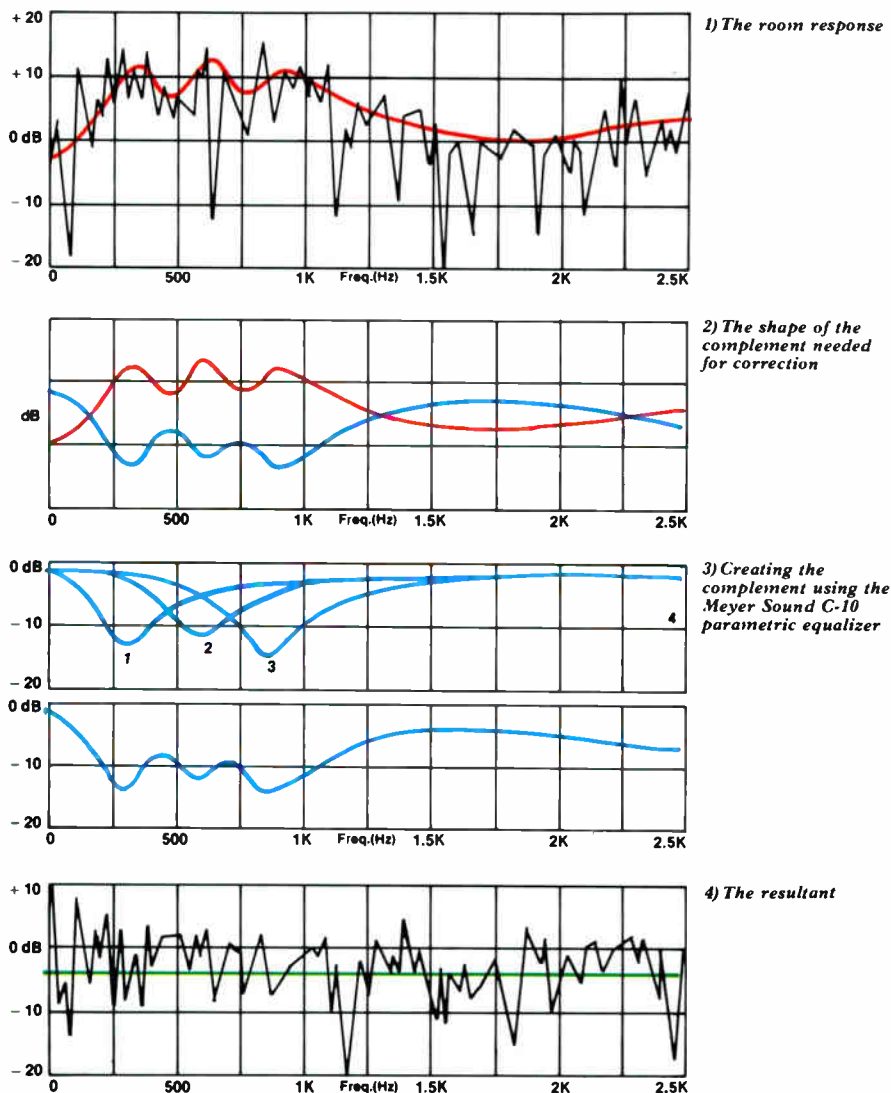 + 20
+ 10
0 dB
– 10
– 20
0 500 1K Freq.(Hz) 1.5K 2K 2.5K
1) The room response
dB
0 500 1K Freq.(Hz) 1.5K 2K 2.5K
2) The shape of the
complement needed
for correction
0 dB
– 10
– 20
1
2
3
4
3) Creating the
complement using the
Meyer Sound C-10
parametric equalizer
0 dB
– 10
– 20
0 500 1K Freq.(Hz) 1.5K 2K 2.5K
+ 10
0 dB
– 10
– 20
0 500 1K Freq.(Hz) 1.5K 2K 2.5K
4) The resultant